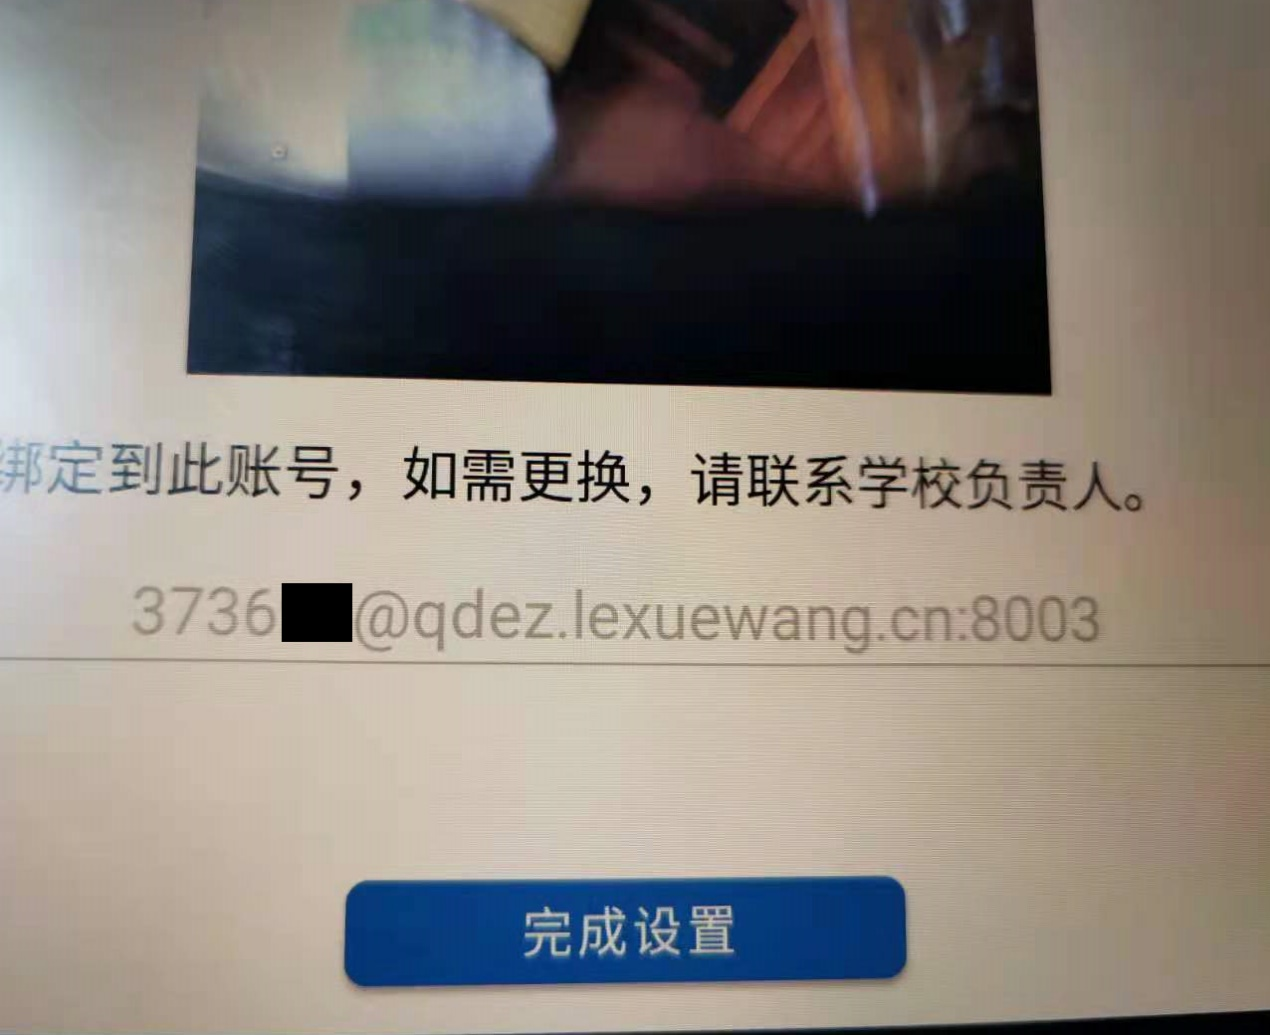 绑定到此账号，如需更换，请联系学校负责人。
3736@qdez.lexuewang.cn:8003
完成设置